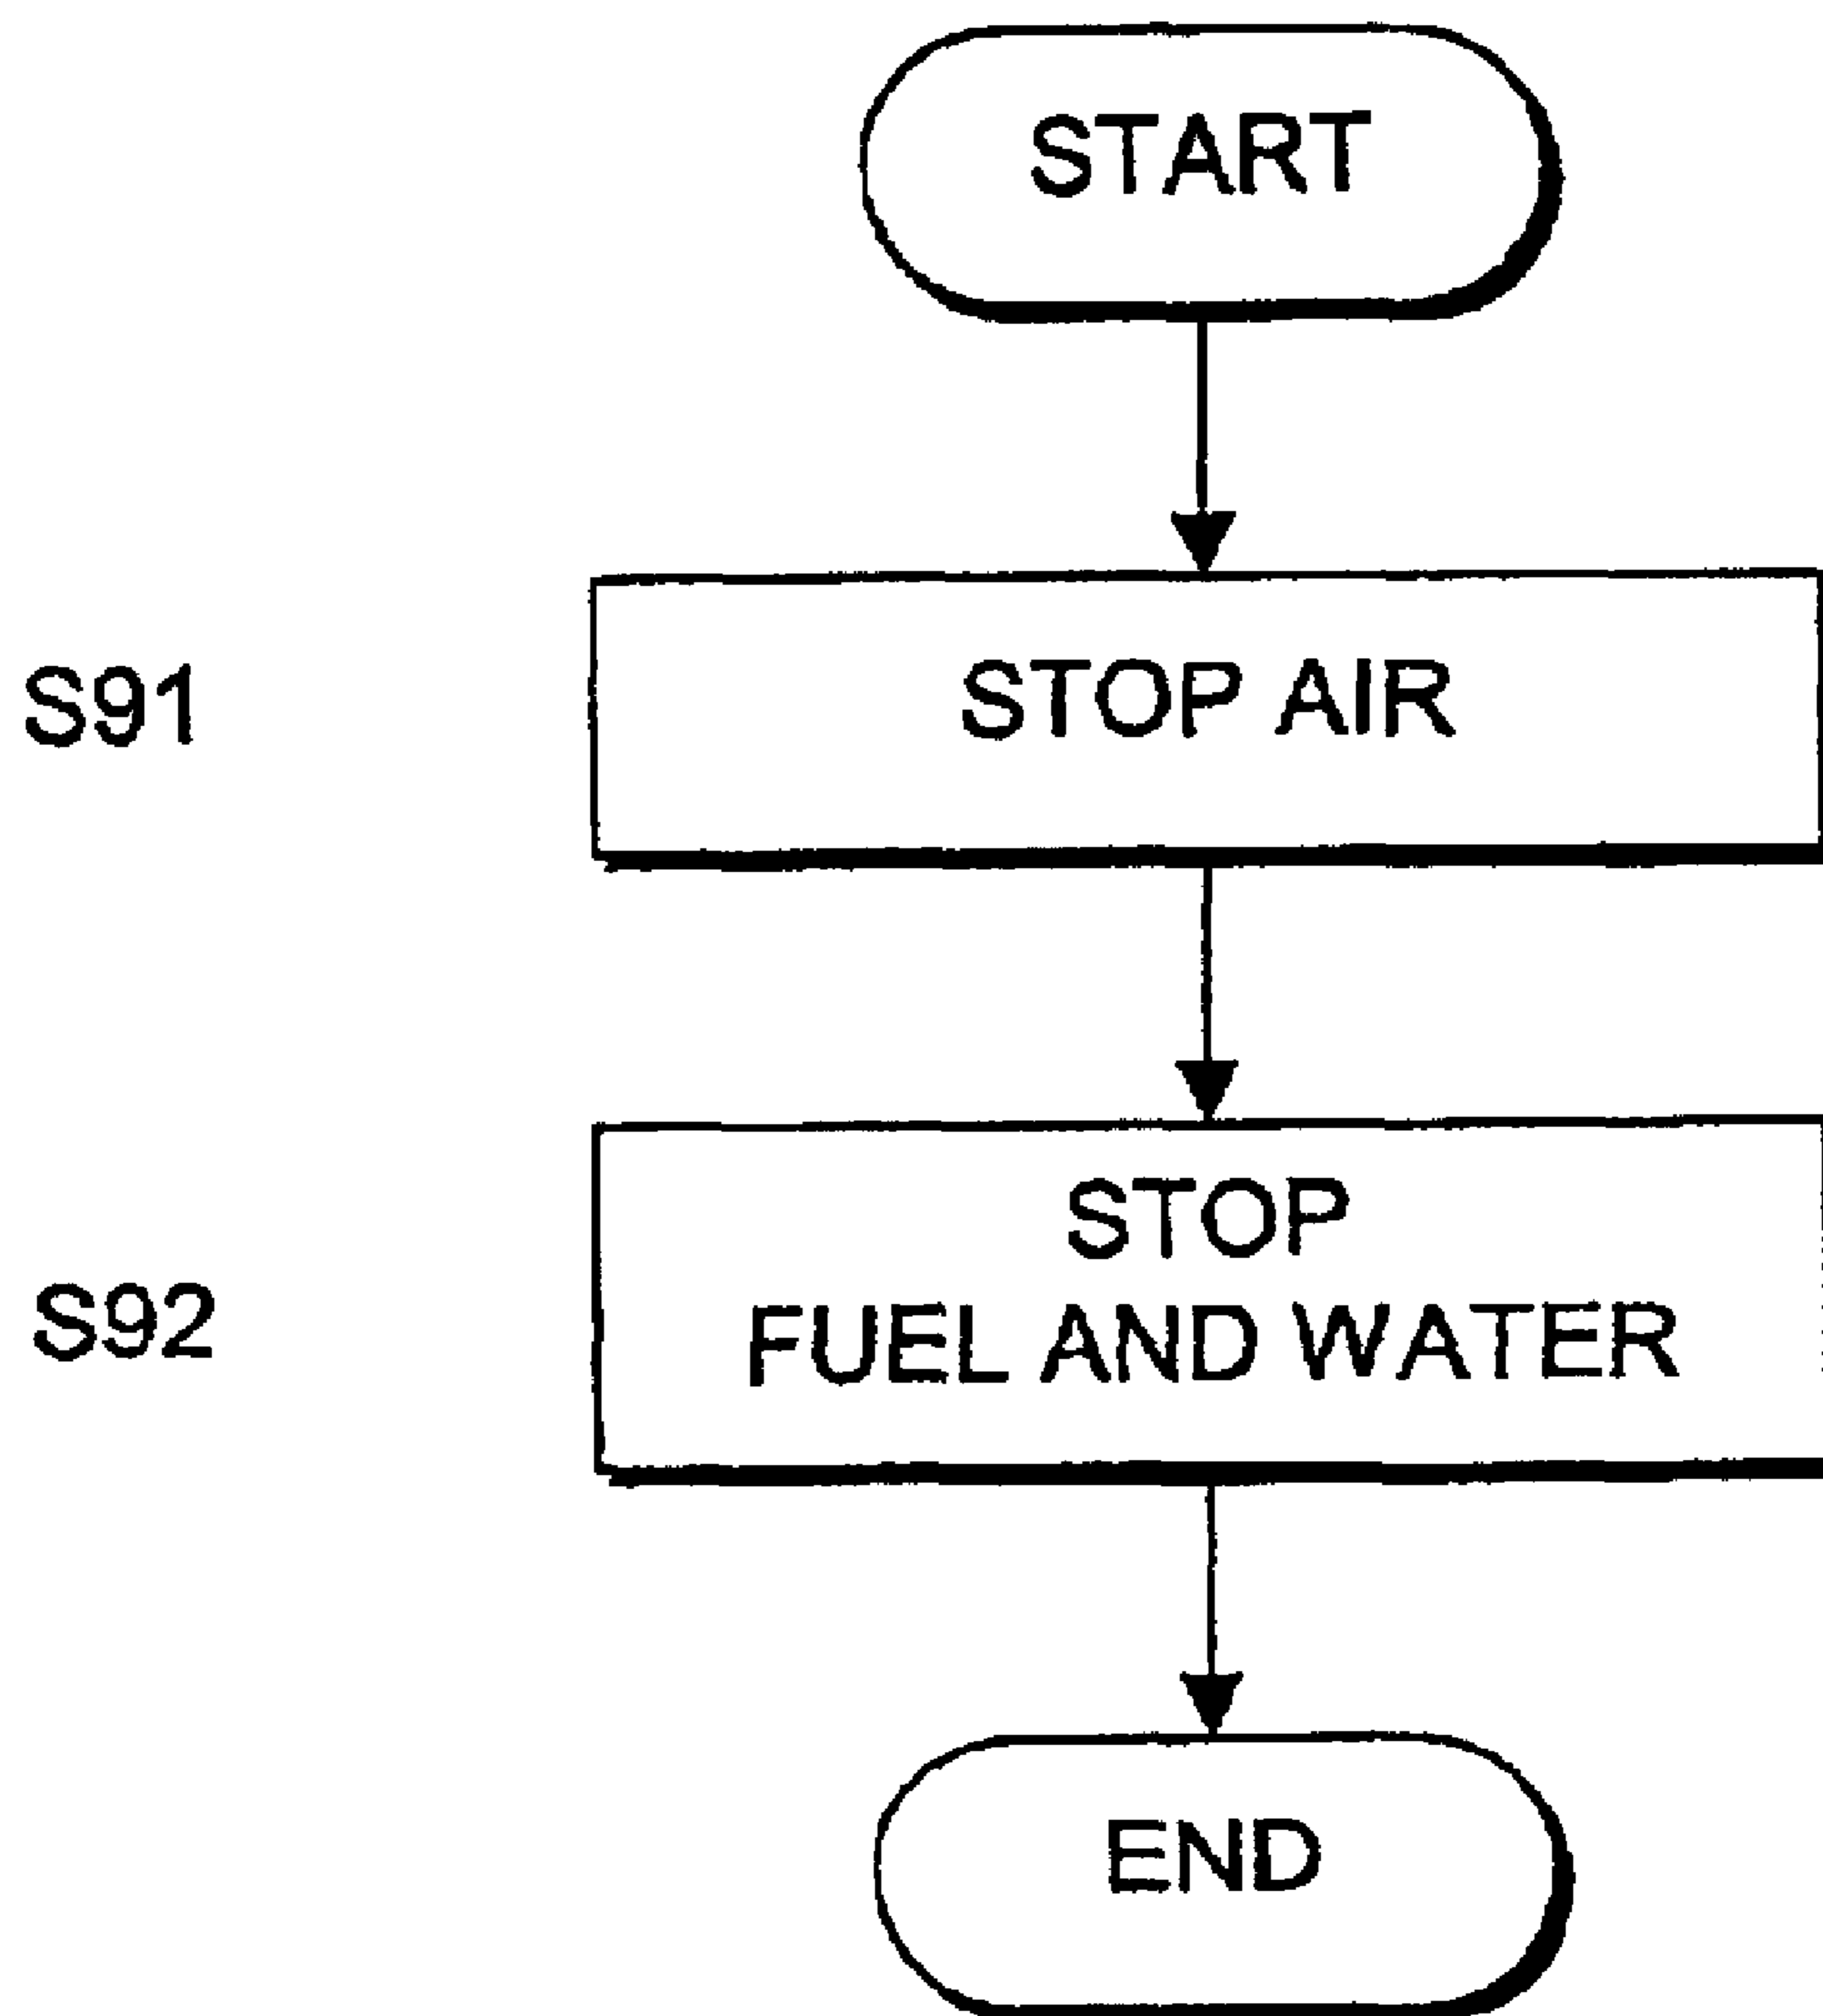 START
S91
STOP AIR
S92
STOP
FUEL AND WATER
END